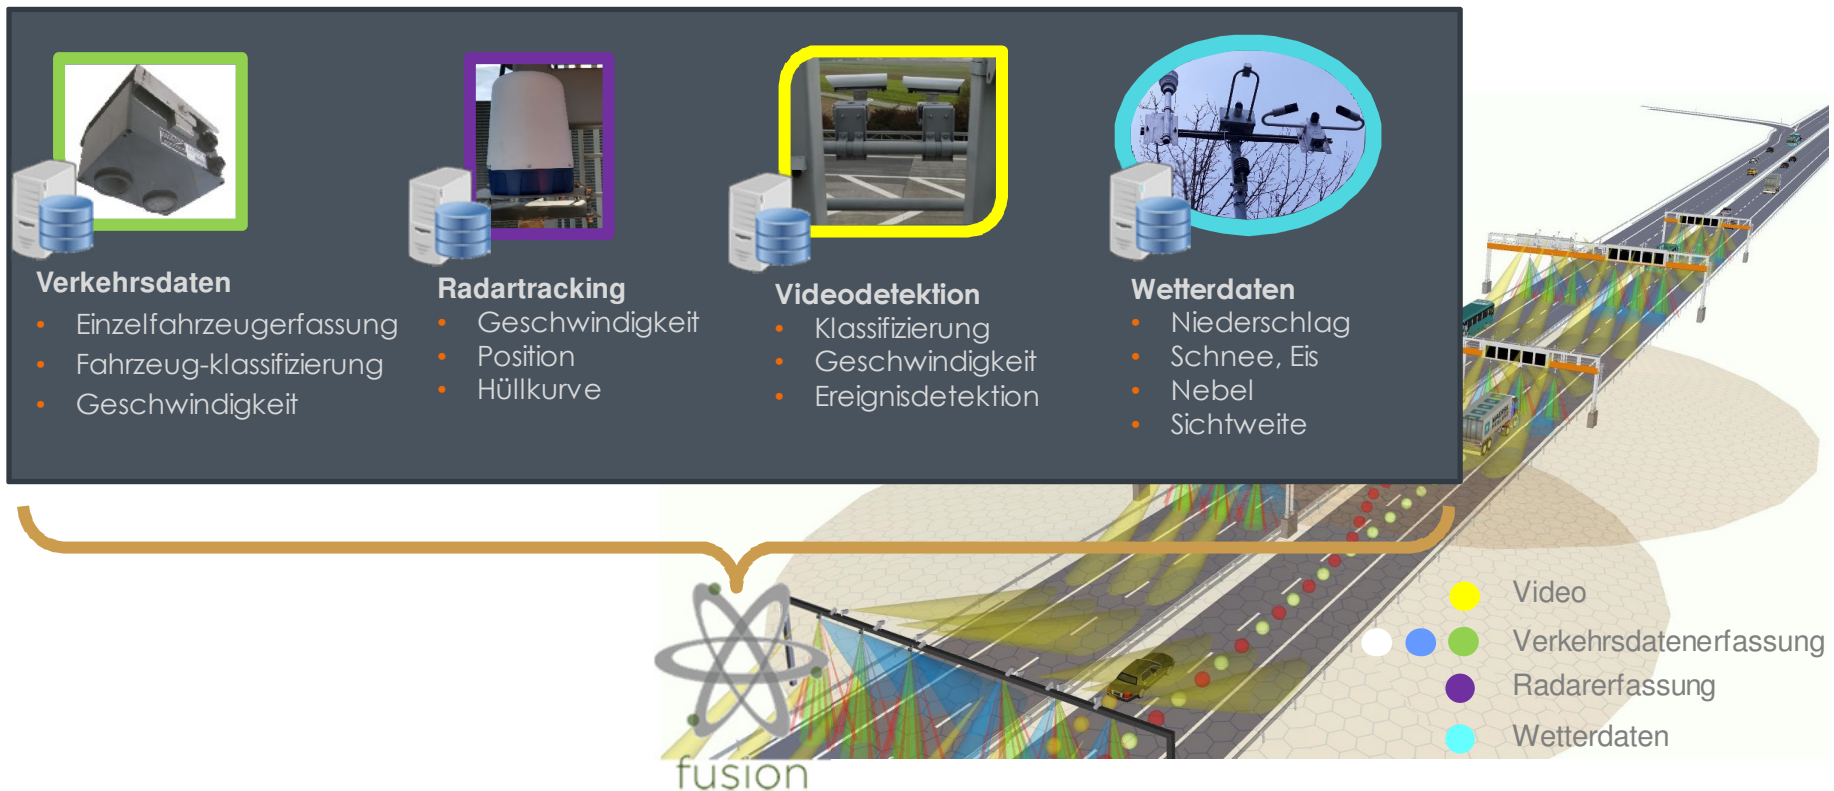 Verkehrsdaten
• Einzelfahrzeugerfassung
• Fahrzeug-klassifizierung
• Geschwindigkeit
Radartracking
• Geschwindigkeit
• Position
• Hüllkurve
Videodetektion
• Klassifizierung
• Geschwindigkeit
• Ereignisdetektion
Wetterdaten
• Niederschlag
• Schnee, Eis
• Nebel
• Sichtweite
fusion
Video
Verkehrsdatenerfassung
Radarerfassung
Wetterdaten